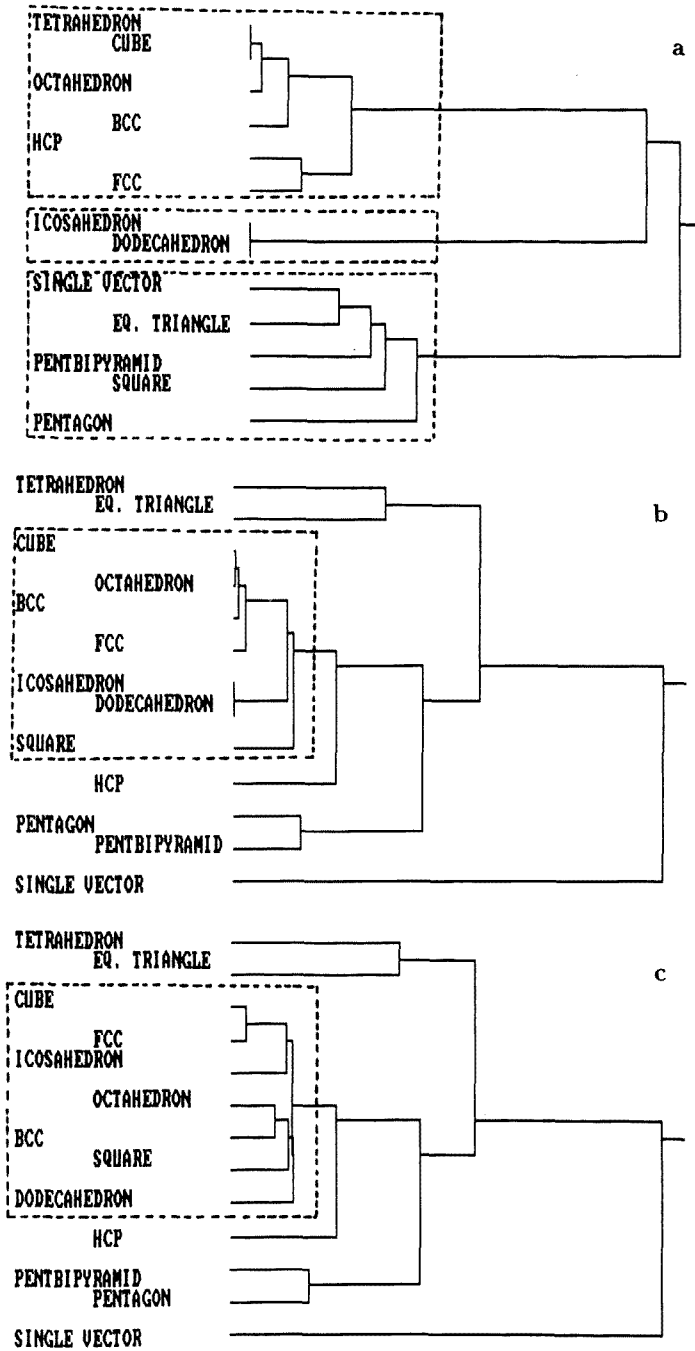 TETRAHEDRON
CUBE
a
OCTAHEDRON
BCC
HCP
FCC
ICOSAHEDRON
DODECAHEDRON
SINGLE VECTOR
EQ. TRIANGLE
PENTBIPYRAMID
SQUARE
PENTAGON
TETRAHEDRON
EQ. TRIANGLE
b
CUBE
OCTAHEDRON
BCC
FCC
ICOSAHEDRON
DODECAHEDRON
SQUARE
HCP
PENTAGON
PENTBIPYRAMID
SINGLE VECTOR
TETRAHEDRON
EQ. TRIANGLE
c
CUBE
FCC
ICOSAHEDRON
OCTAHEDRON
BCC
SQUARE
DODECAHEDRON
HCP
PENTBIPYRAMID
PENTAGON
SINGLE VECTOR